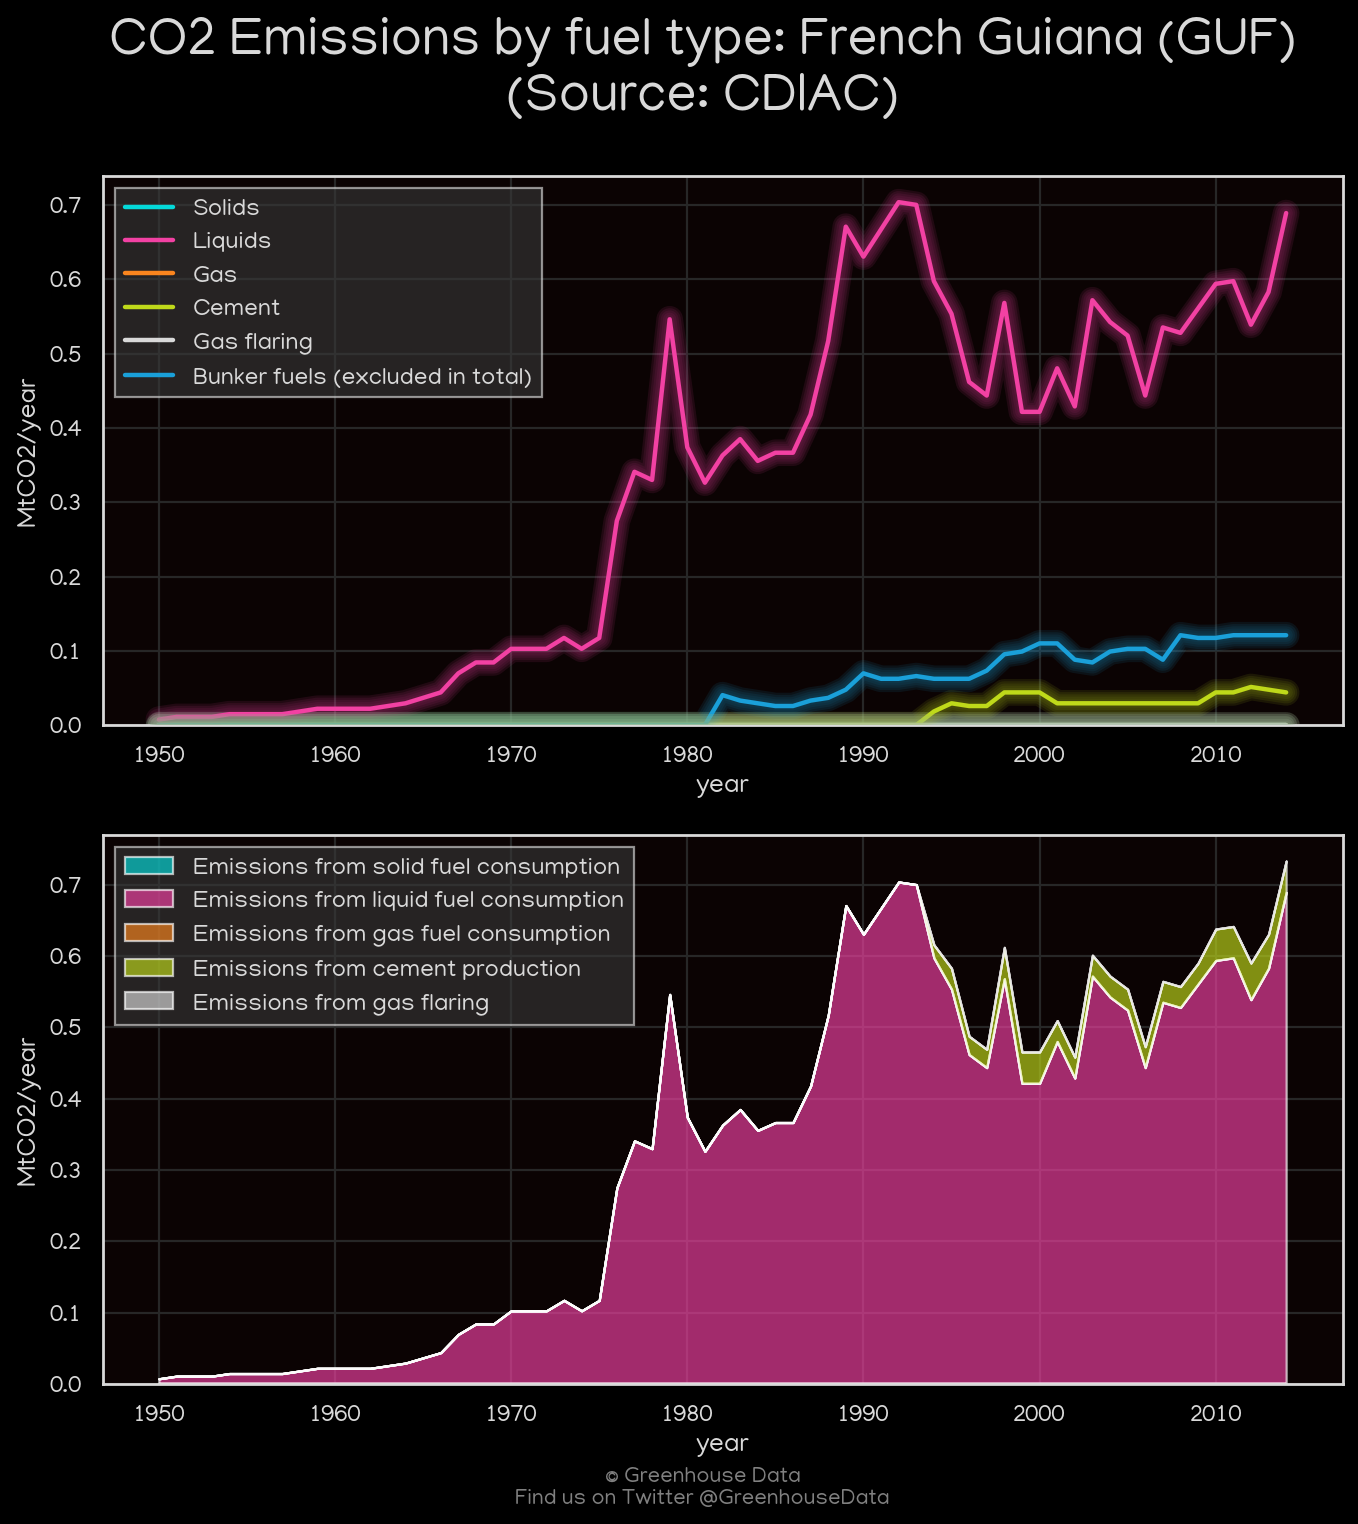 CO2 Emissions by fuel type: French Guiana (GUF)
(Source: CDIAC)
Solids
Liquids
Gas
Cement
Gas flaring
Bunker fuels (excluded in total)
MtCO2/year
0.7
0.6
0.5
0.4
0.3
0.2
0.1
0.0
1950 1960 1970 1980 1990 2000 2010
year
Emissions from solid fuel consumption
Emissions from liquid fuel consumption
Emissions from gas fuel consumption
Emissions from cement production
Emissions from gas flaring
MtCO2/year
0.7
0.6
0.5
0.4
0.3
0.2
0.1
0.0
1950 1960 1970 1980 1990 2000 2010
year
© Greenhouse Data
Find us on Twitter @GreenhouseData